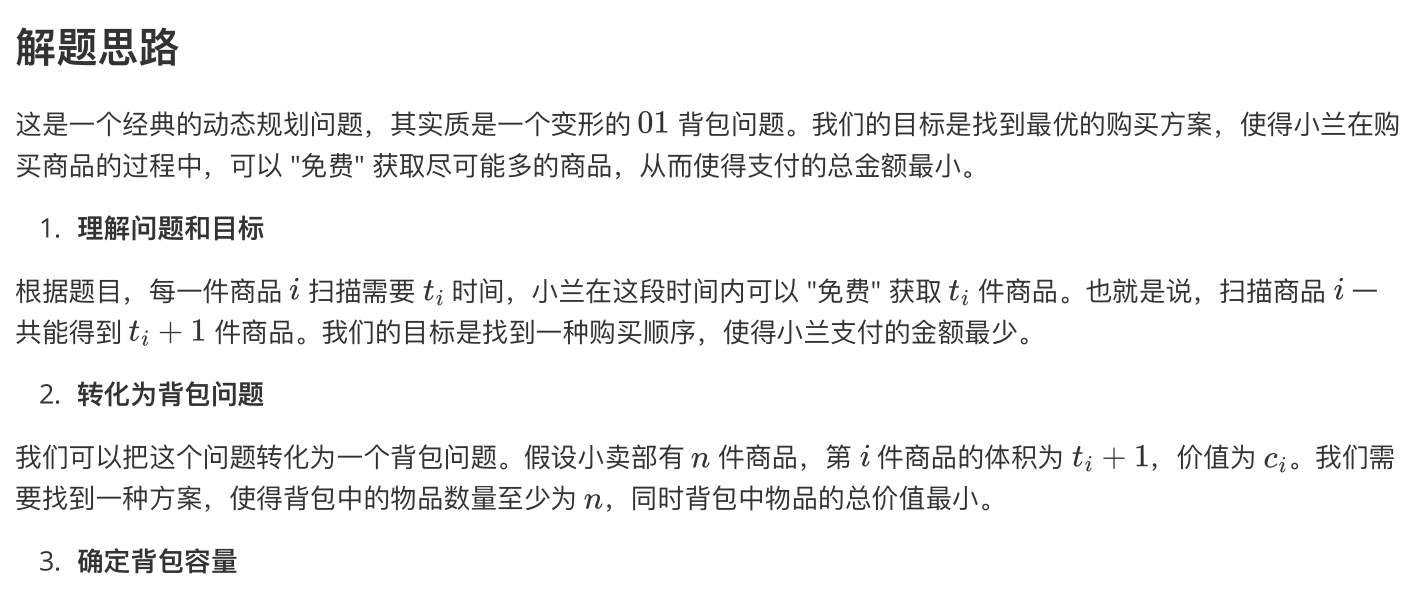 解题思路
这是一个经典的动态规划问题，其实质是一个变形的 01 背包问题。我们的目标是找到最优的购买方案，使得小兰在购
买商品的过程中，可以 "免费" 获取尽可能多的商品，从而使得支付的总金额最小。
1. 理解问题和目标
根据题目，每一件商品 i 扫描需要 tᵢ 时间，小兰在这段时间内可以 "免费" 获取 tᵢ 件商品。也就是说，扫描商品 i 一
共能得到 tᵢ + 1 件商品。我们的目标是找到一种购买顺序，使得小兰支付的金额最少。
2. 转化为背包问题
我们可以把这个问题转化为一个背包问题。假设小卖部有 n 件商品，第 i 件商品的体积为 tᵢ + 1，价值为 cᵢ。我们需
要找到一种方案，使得背包中的物品数量至少为 n，同时背包中物品的总价值最小。
3. 确定背包容量